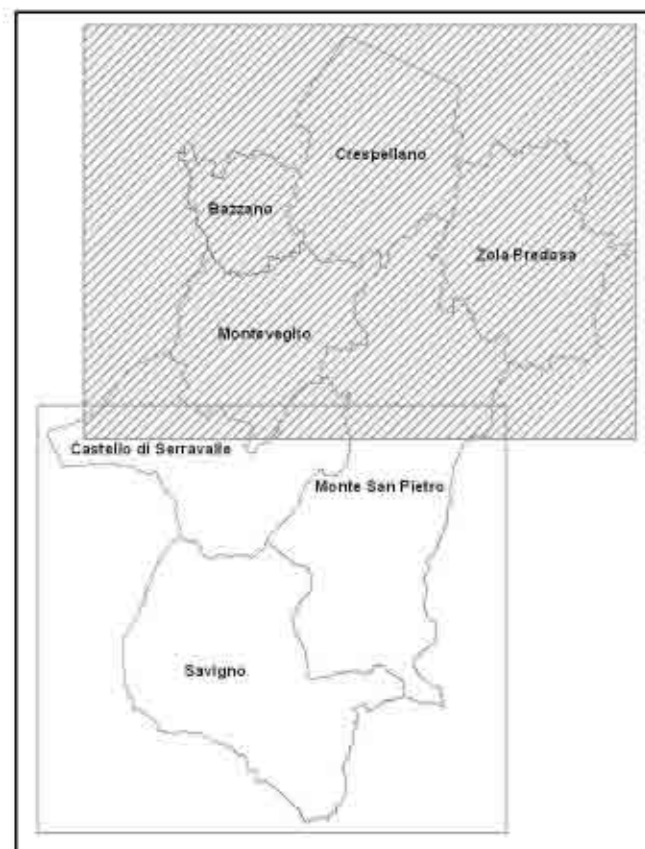 Crespellano
Bazzano
Zola Predosa
Monteveglio
Castello di Serravalle
Monte San Pietro
Savigno